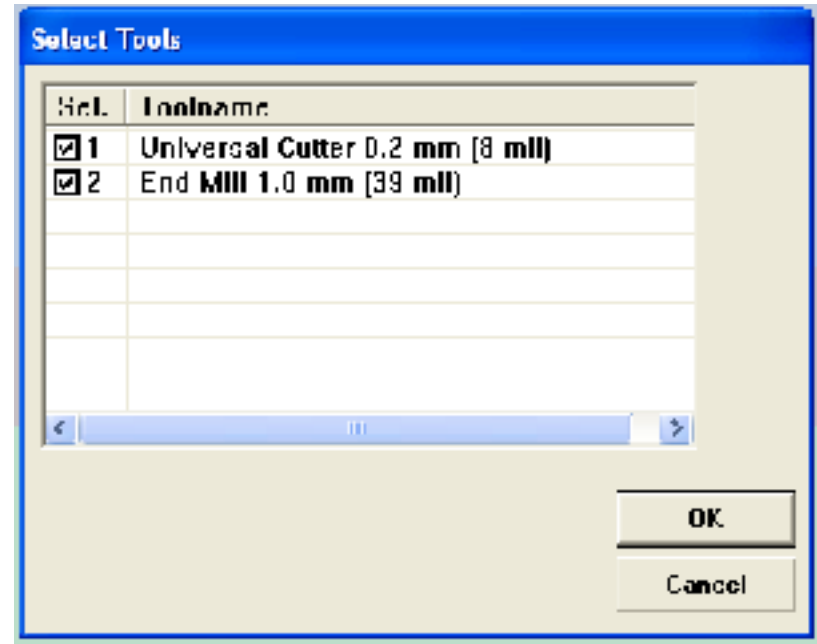 Select Tools
Sel. Toolname
1 Universal Cutter 0.2 mm (8 mil)
2 End Mill 1.0 mm (39 mil)
OK
Cancel